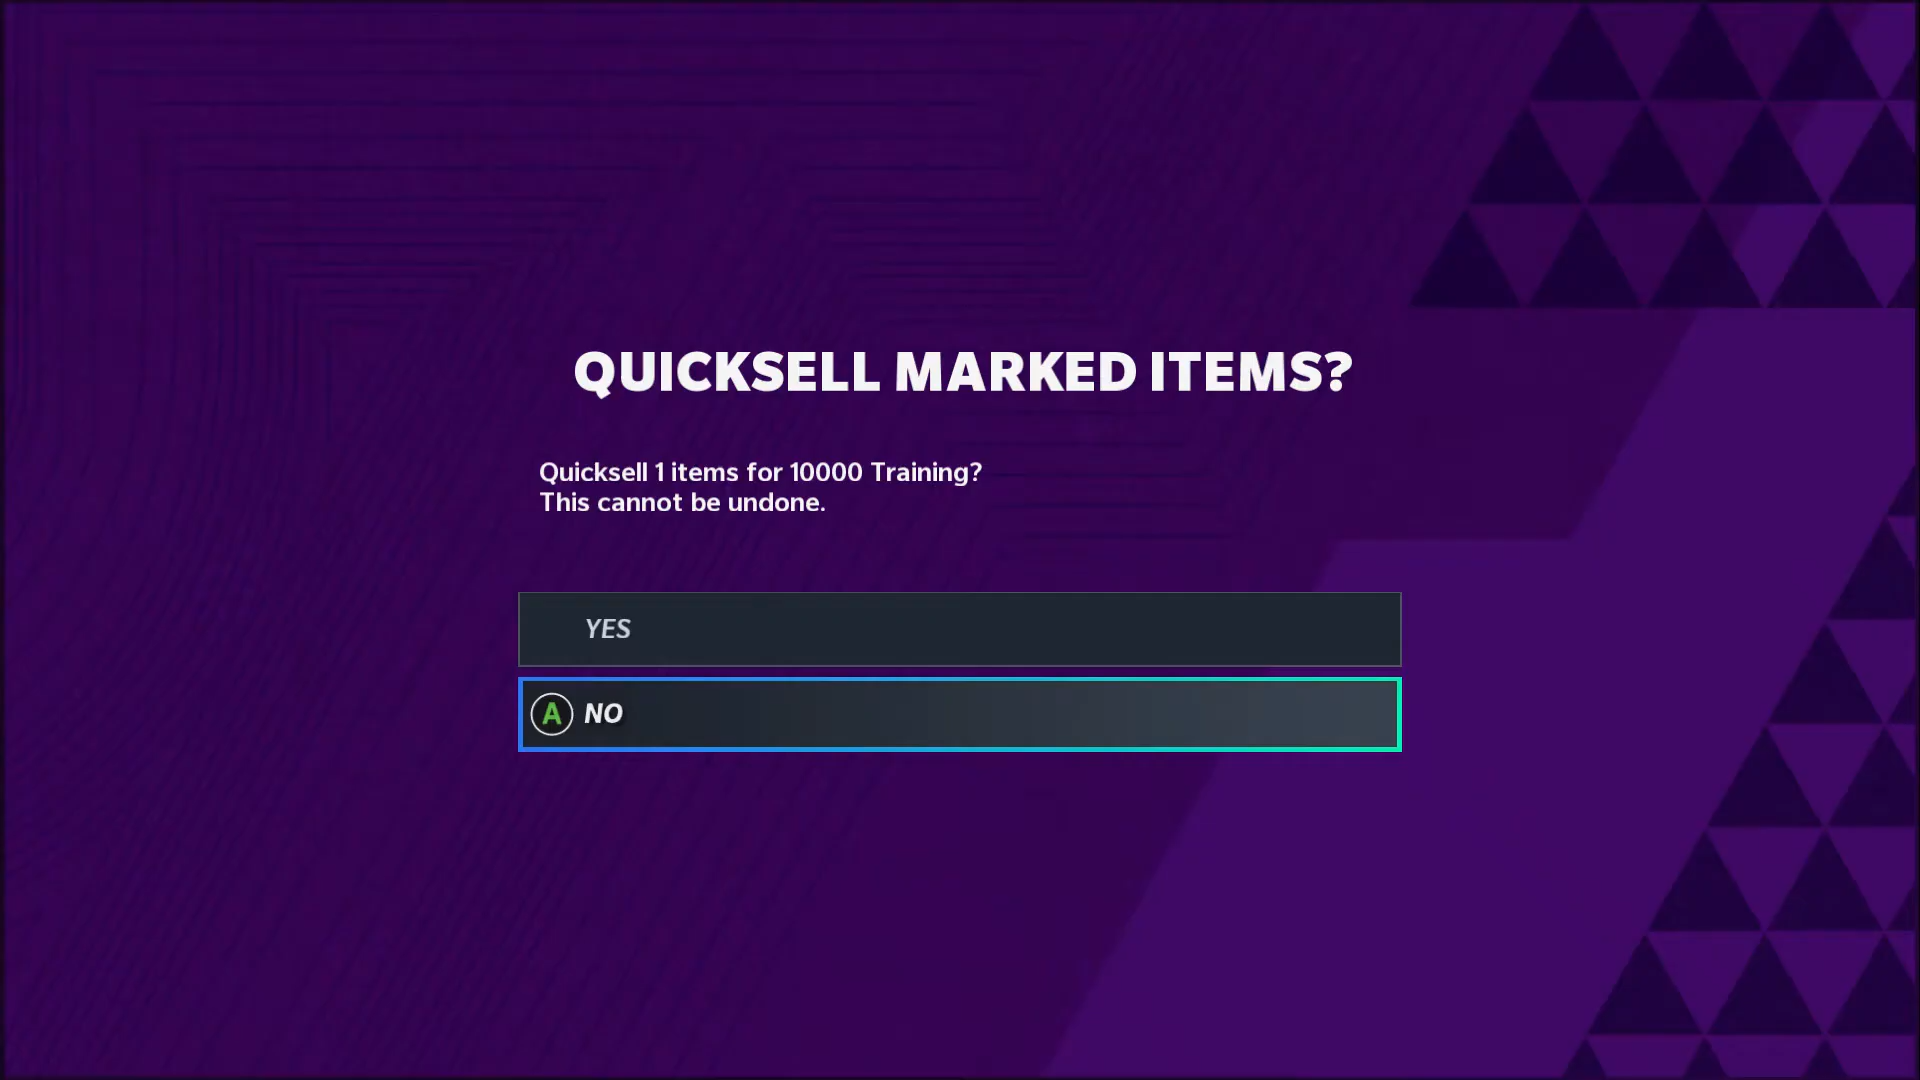 QUICKSELL MARKED ITEMS?
Quicksell 1 items for 10000 Training?
This cannot be undone.
YES
A NO